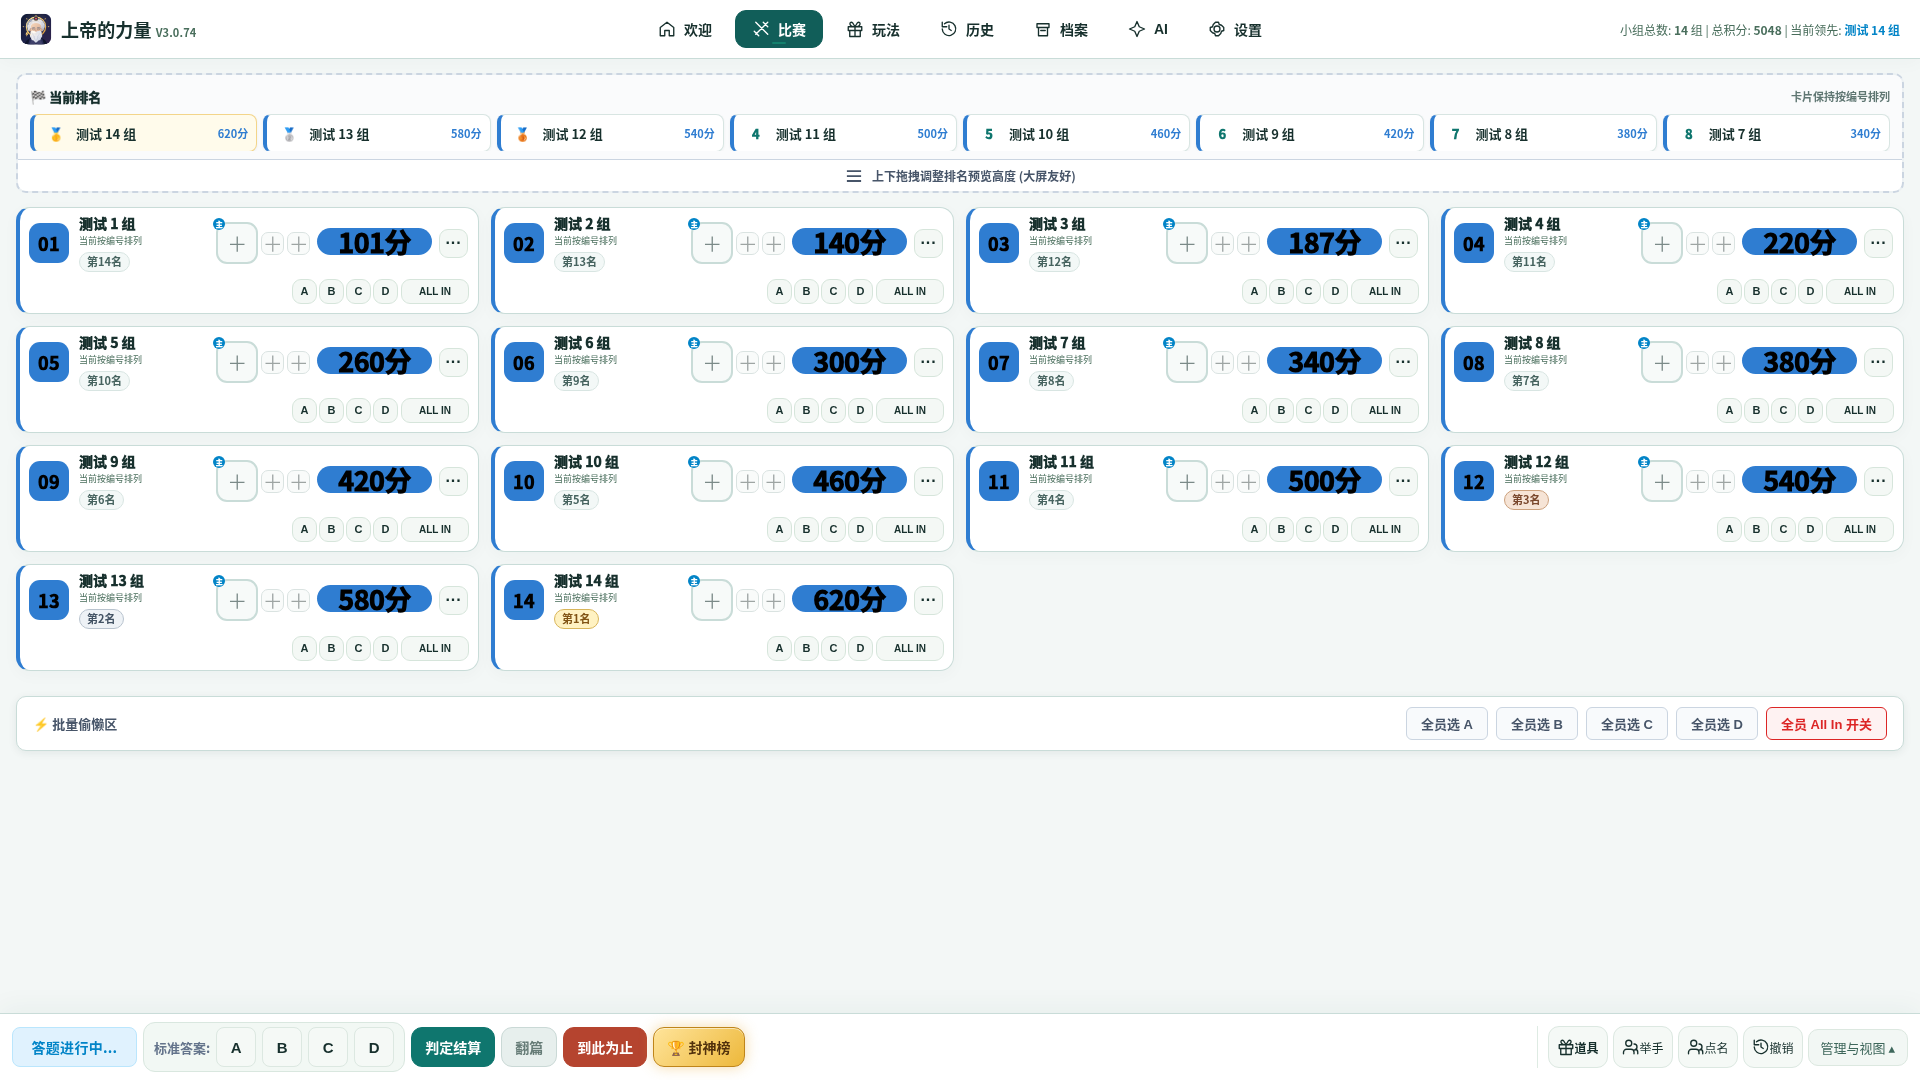 上帝的力量 V3.0.74
欢迎
比赛
玩法
历史
档案
AI
设置
小组总数: 14 组 | 总积分: 5048 | 当前领先: 测试 14 组
当前排名
卡片保持按编号排列
测试 14 组 620分
测试 13 组 580分
测试 12 组 540分
4 测试 11 组 500分
5 测试 10 组 460分
6 测试 9 组 420分
7 测试 8 组 380分
8 测试 7 组 340分
上下拖拽调整排名预览高度 (大屏友好)
01
测试 1 组
当前按编号排列
第14名
主
101分
A B C D ALL IN
02
测试 2 组
当前按编号排列
第13名
主
140分
A B C D ALL IN
03
测试 3 组
当前按编号排列
第12名
主
187分
A B C D ALL IN
04
测试 4 组
当前按编号排列
第11名
主
220分
A B C D ALL IN
05
测试 5 组
当前按编号排列
第10名
主
260分
A B C D ALL IN
06
测试 6 组
当前按编号排列
第9名
主
300分
A B C D ALL IN
07
测试 7 组
当前按编号排列
第8名
主
340分
A B C D ALL IN
08
测试 8 组
当前按编号排列
第7名
主
380分
A B C D ALL IN
09
测试 9 组
当前按编号排列
第6名
主
420分
A B C D ALL IN
10
测试 10 组
当前按编号排列
第5名
主
460分
A B C D ALL IN
11
测试 11 组
当前按编号排列
第4名
主
500分
A B C D ALL IN
12
测试 12 组
当前按编号排列
第3名
主
540分
A B C D ALL IN
13
测试 13 组
当前按编号排列
第2名
主
580分
A B C D ALL IN
14
测试 14 组
当前按编号排列
第1名
主
620分
A B C D ALL IN
批量偷懒区
全员选 A
全员选 B
全员选 C
全员选 D
全员 All In 开关
答题进行中...
标准答案: A B C D
判定结算
翻篇
到此为止
封神榜
道具
举手
点名
撤销
管理与视图 ▴